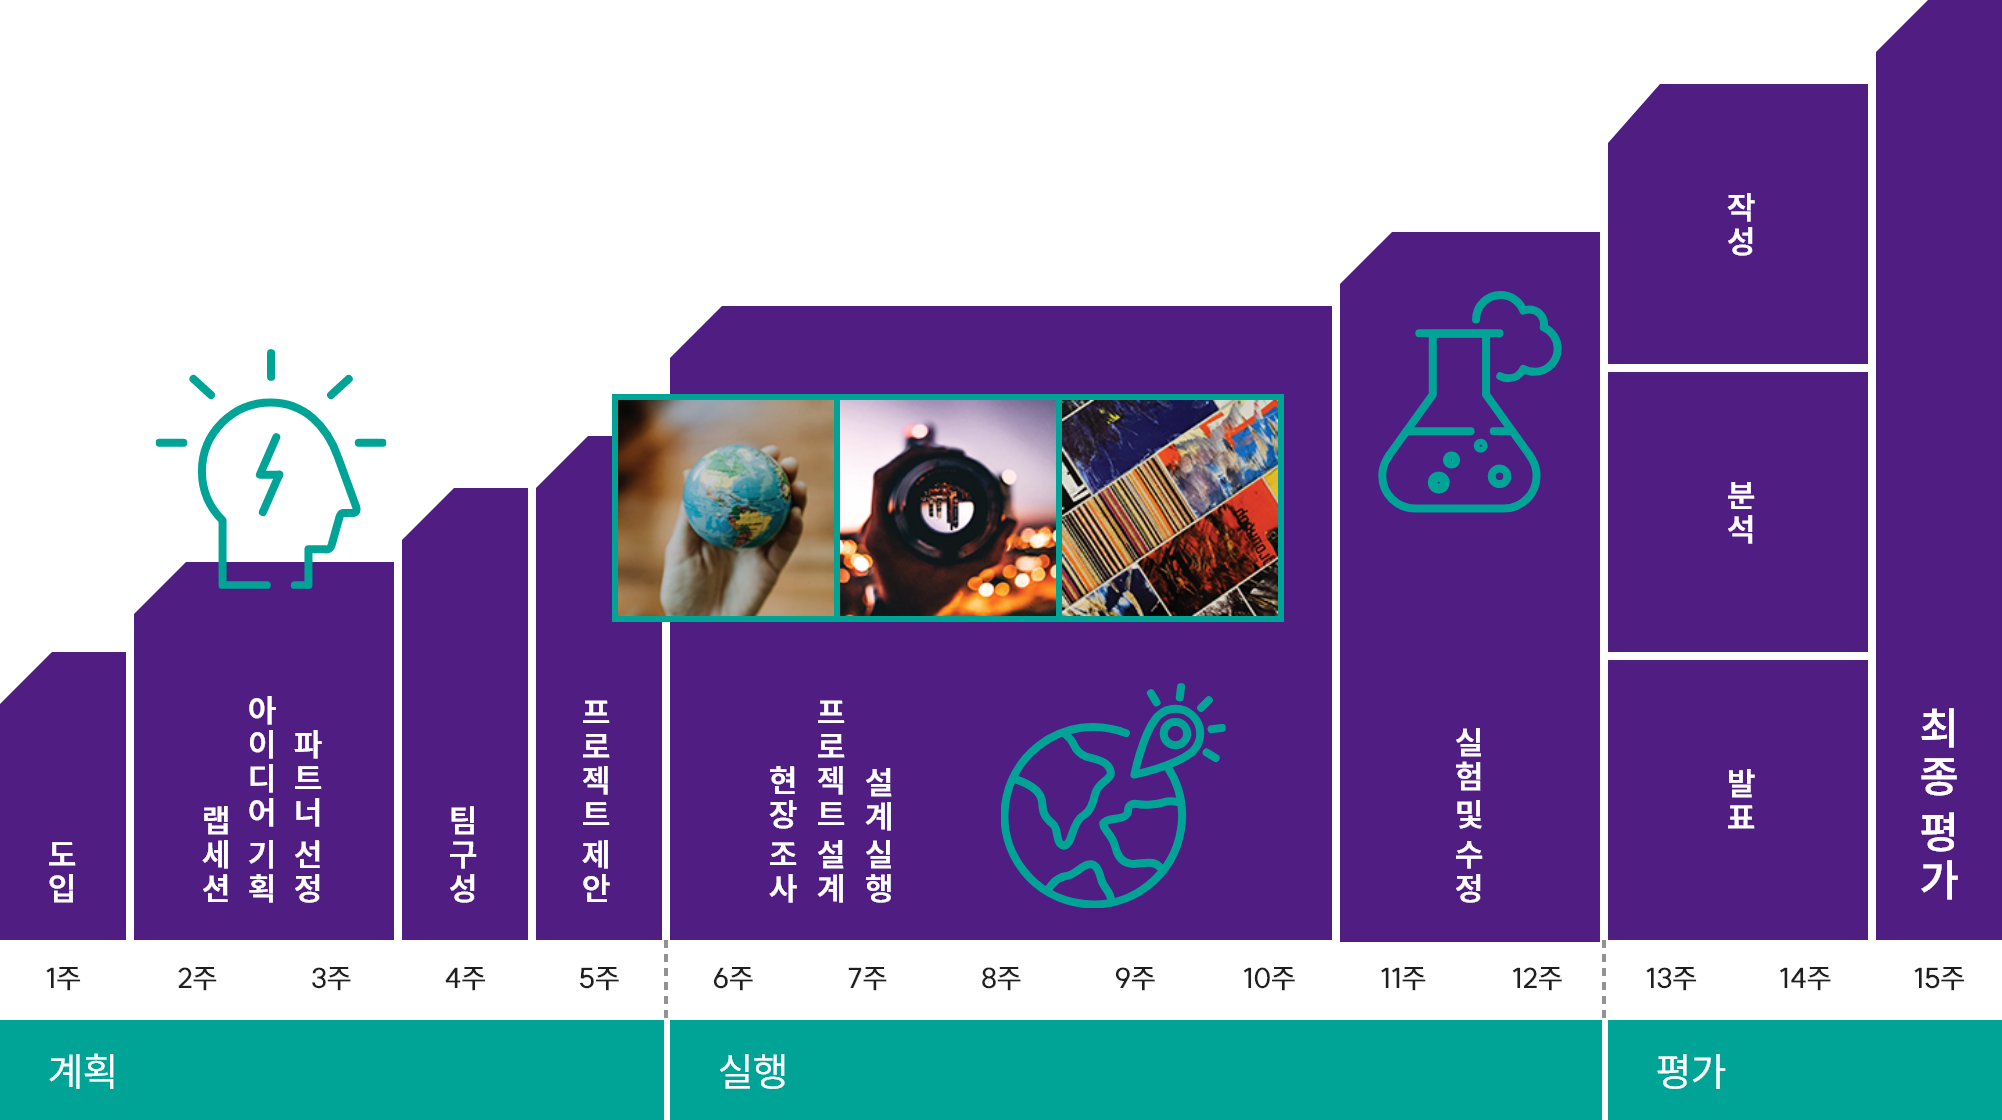 도입
랩 세션
아이디어 기획
파트너 선정
팀 구성
프로젝트 제안
현장 조사
프로젝트 설계
설계 실행
실험 및 수정
작성
분석
발표
최종 평가
1주
2주
3주
4주
5주
6주
7주
8주
9주
10주
11주
12주
13주
14주
15주
계획
실행
평가